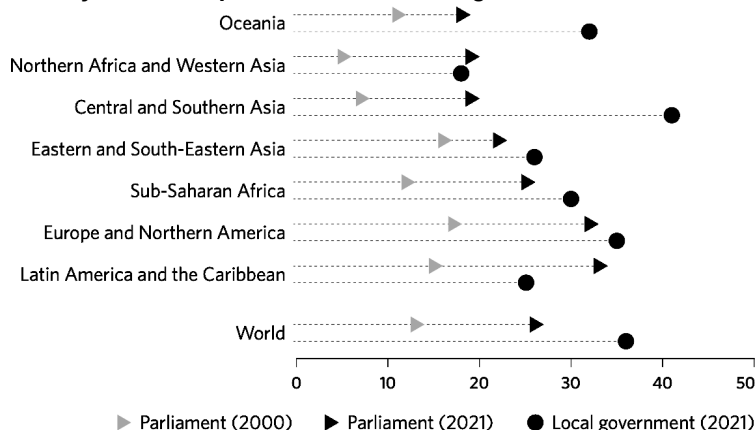 Oceania
Northern Africa and Western Asia
Central and Southern Asia
Eastern and South-Eastern Asia
Sub-Saharan Africa
Europe and Northern America
Latin America and the Caribbean
World
0 10 20 30 40 50
Parliament (2000) Parliament (2021) Local government (2021)